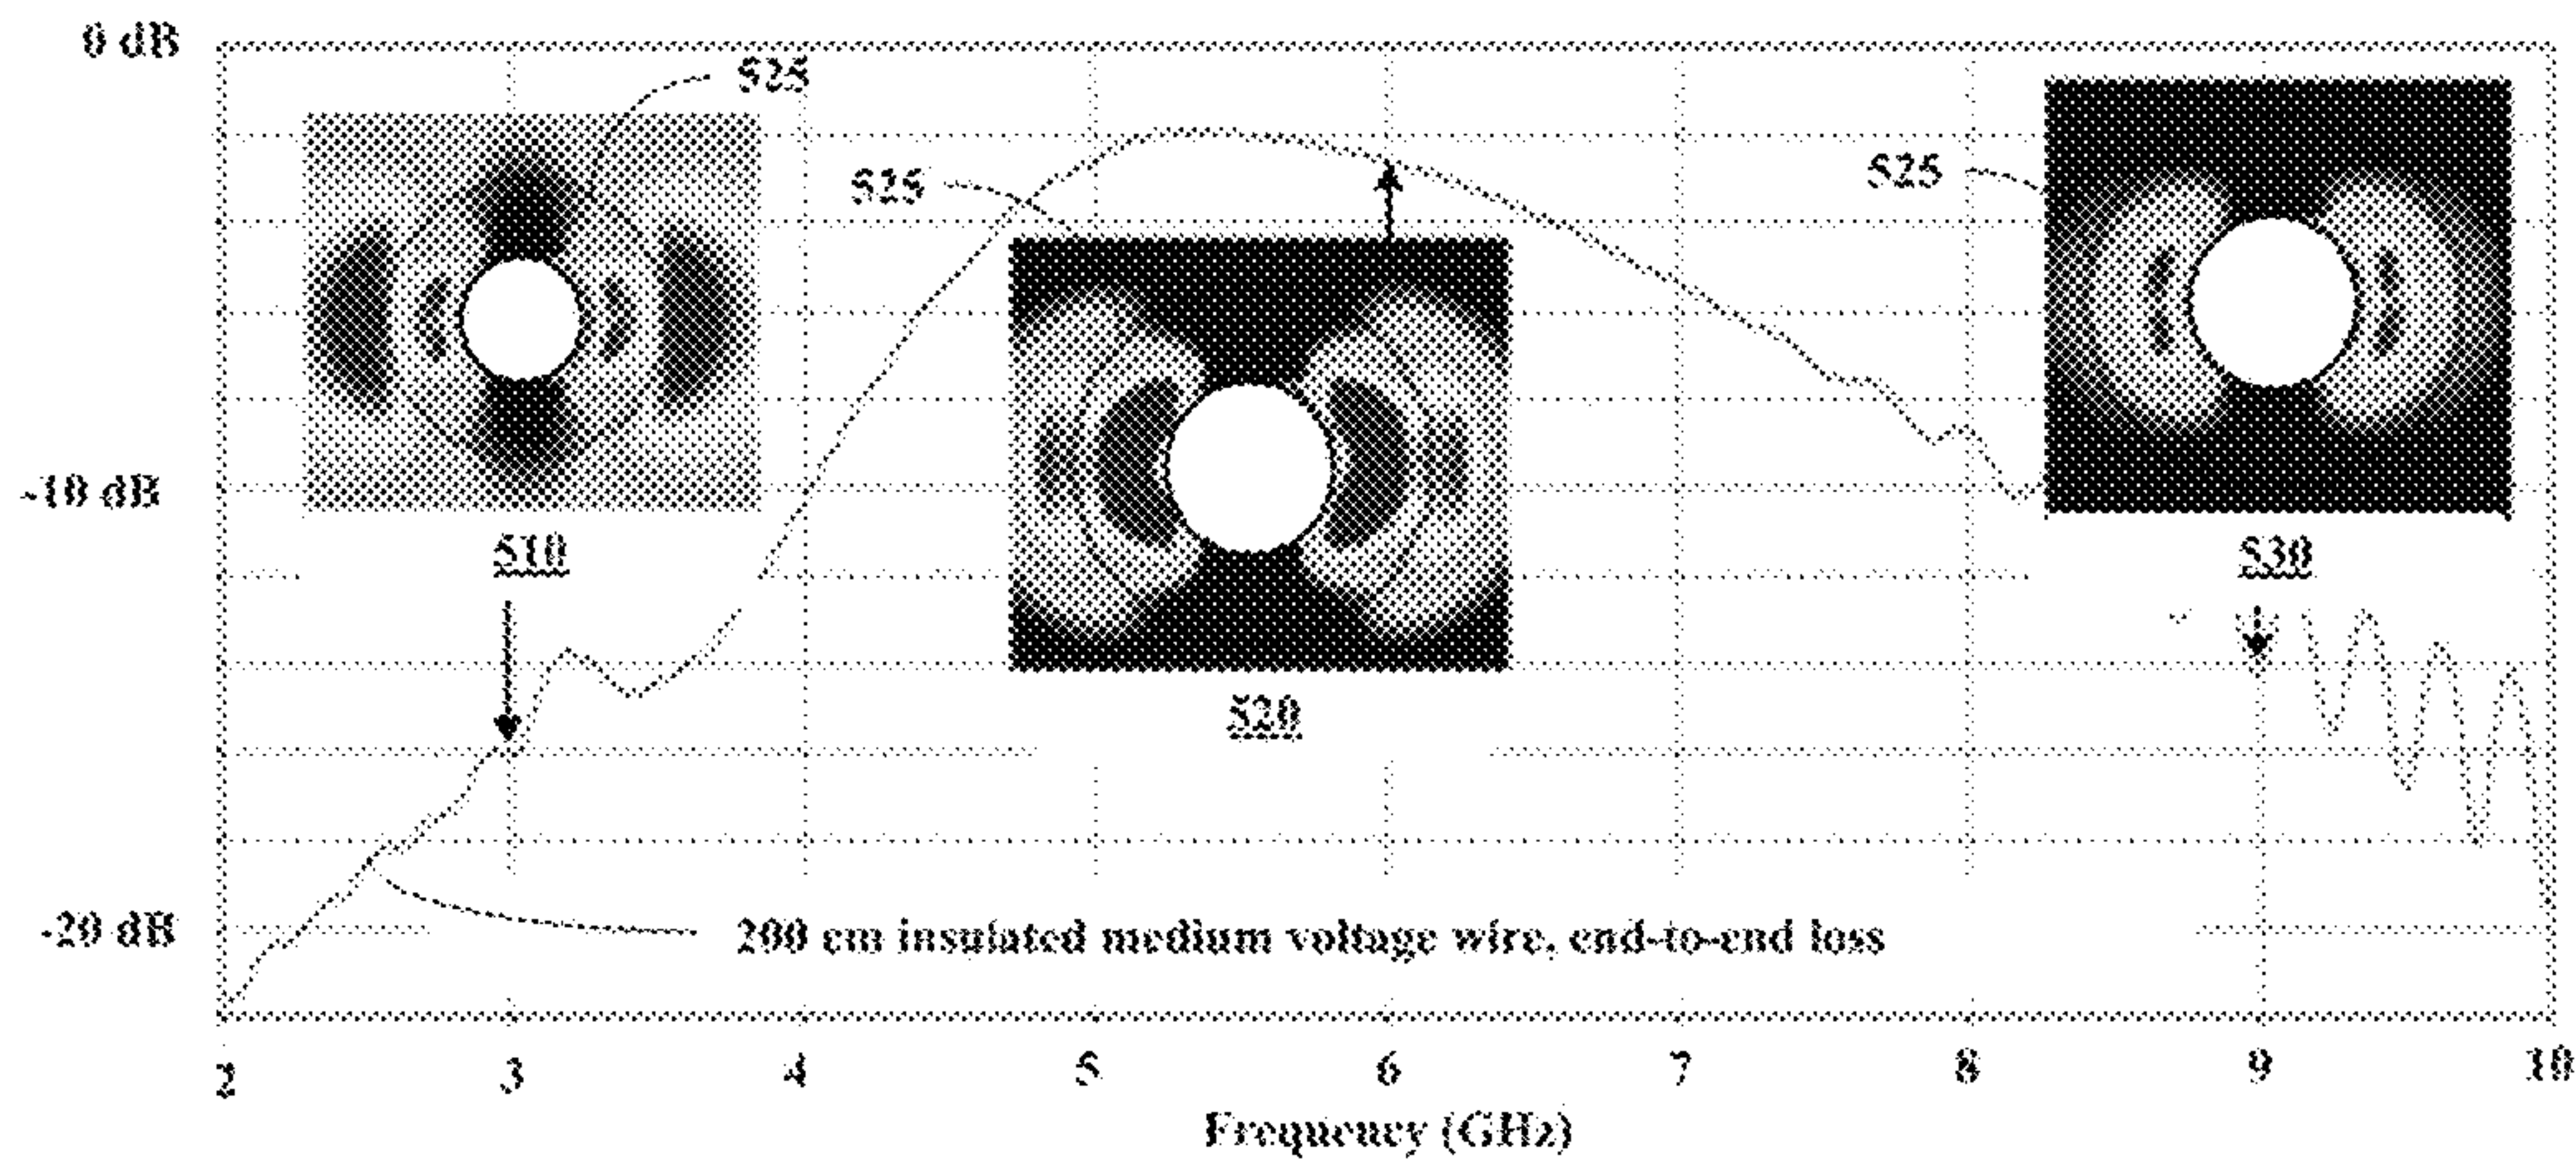 0 dB
525
525
525
-10 dB
510
530
520
-20 dB
200 cm insulated medium voltage wire, end-to-end loss
2 3 4 5 6 7 8 9 10
Frequency (GHz)